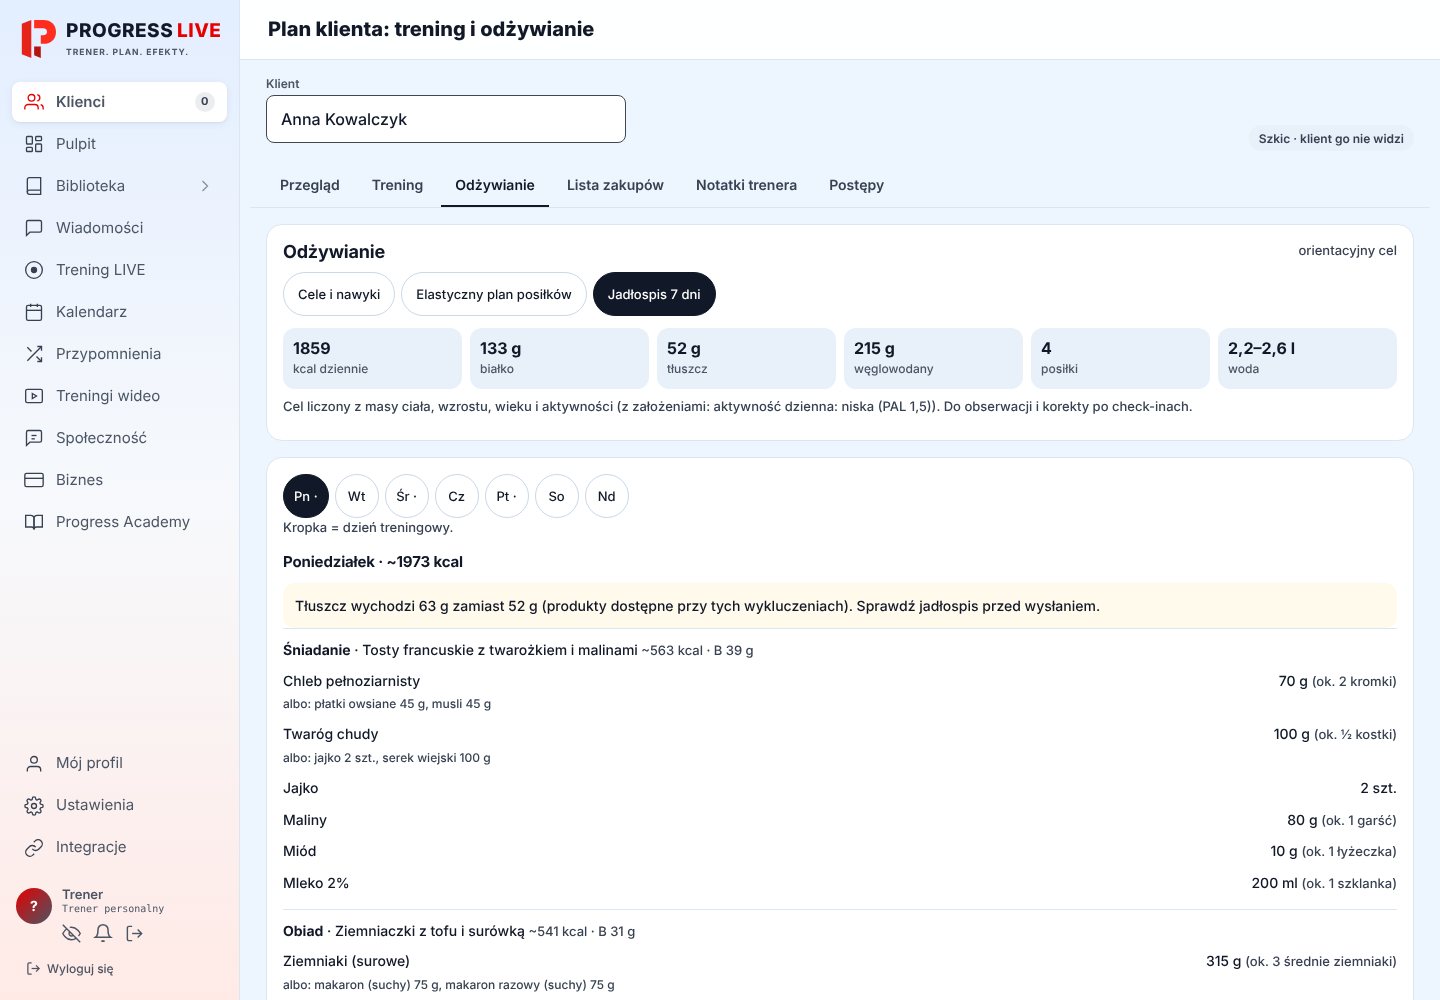 PROGRESS LIVE
TRENER. PLAN. EFEKTY.
Klienci 0
Pulpit
Biblioteka
Wiadomości
Trening LIVE
Kalendarz
Przypomnienia
Treningi wideo
Społeczność
Biznes
Progress Academy
Mój profil
Ustawienia
Integracje
?
Trener
Trener personalny
Wyloguj się
Plan klienta: trening i odżywianie
Klient
Anna Kowalczyk
Szkic · klient go nie widzi
Przegląd Trening Odżywianie Lista zakupów Notatki trenera Postępy
Odżywianie orientacyjny cel
Cele i nawyki Elastyczny plan posiłków Jadłospis 7 dni
1859 133 g 52 g 215 g 4 2,2–2,6 l
kcal dziennie białko tłuszcz węglowodany posiłki woda
Cel liczony z masy ciała, wzrostu, wieku i aktywności (z założeniami: aktywność dzienna: niska (PAL 1,5)). Do obserwacji i korekty po check-inach.
Pn · Wt Śr · Cz Pt · So Nd
Kropka = dzień treningowy.
Poniedziałek · ~1973 kcal
Tłuszcz wychodzi 63 g zamiast 52 g (produkty dostępne przy tych wykluczeniach). Sprawdź jadłospis przed wysłaniem.
Śniadanie · Tosty francuskie z twarożkiem i malinami ~563 kcal · B 39 g
Chleb pełnoziarnisty 70 g (ok. 2 kromki)
albo: płatki owsiane 45 g, musli 45 g
Twaróg chudy 100 g (ok. ½ kostki)
albo: jajko 2 szt., serek wiejski 100 g
Jajko 2 szt.
Maliny 80 g (ok. 1 garść)
Miód 10 g (ok. 1 łyżeczka)
Mleko 2% 200 ml (ok. 1 szklanka)
Obiad · Ziemniaczki z tofu i surówką ~541 kcal · B 31 g
Ziemniaki (surowe) 315 g (ok. 3 średnie ziemniaki)
albo: makaron (suchy) 75 g, makaron razowy (suchy) 75 g